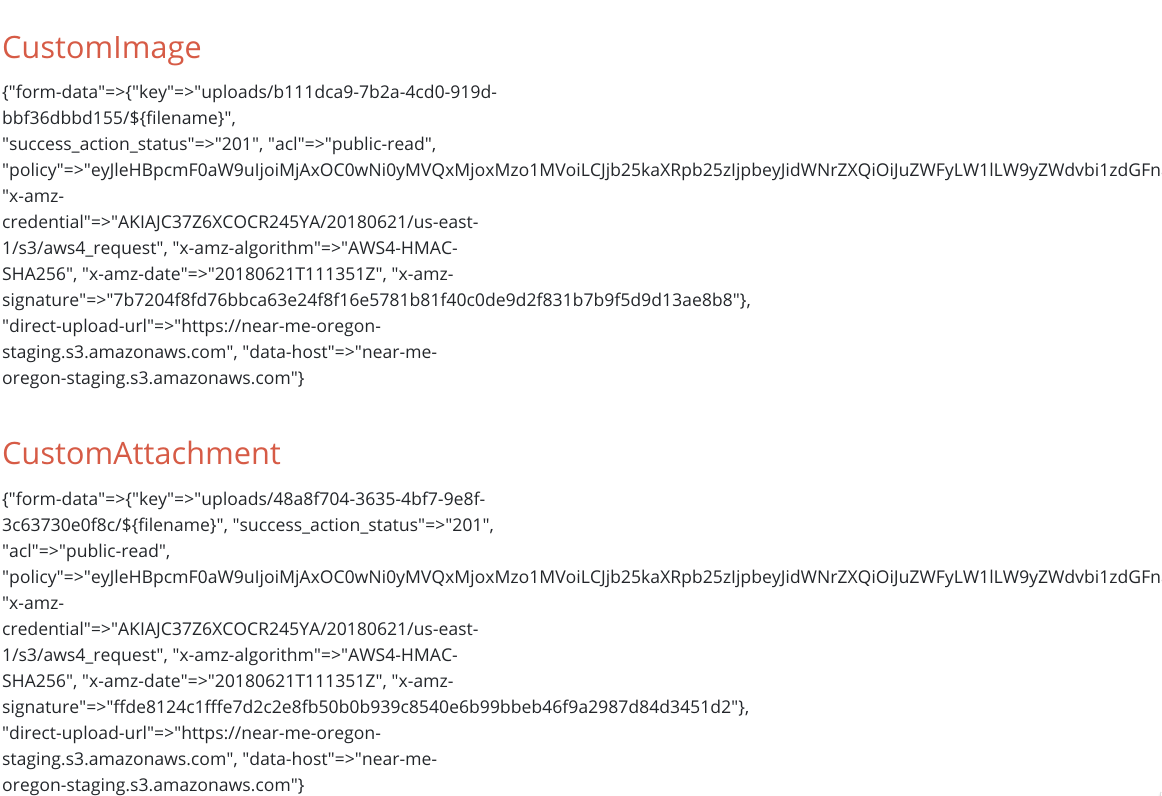 CustomImage
{"form-data"=>{"key"=>"uploads/b111dca9-7b2a-4cd0-919d-
bbf36dbbd155/${filename}",
"success_action_status"=>"201", "acl"=>"public-read",
"policy"=>"eyJleHBpcmF0aW9uIjoiMjAxOC0wNi0yMVQxMjoxMzo1MVoiLCJjb25kaXRpb25zIjpbeyJidWNrZXQiOiJuZWFyLW1lLW9yZWdvbi1zdGFn
"x-amz-
credential"=>"AKIAJC37Z6XCOCR245YA/20180621/us-east-
1/s3/aws4_request", "x-amz-algorithm"=>"AWS4-HMAC-
SHA256", "x-amz-date"=>"20180621T111351Z", "x-amz-
signature"=>"7b7204f8fd76bbca63e24f8f16e5781b81f40c0de9d2f831b7b9f5d9d13ae8b8"},
"direct-upload-url"=>"https://near-me-oregon-
staging.s3.amazonaws.com", "data-host"=>"near-me-
oregon-staging.s3.amazonaws.com"}
CustomAttachment
{"form-data"=>{"key"=>"uploads/48a8f704-3635-4bf7-9e8f-
3c63730e0f8c/${filename}", "success_action_status"=>"201",
"acl"=>"public-read",
"policy"=>"eyJleHBpcmF0aW9uIjoiMjAxOC0wNi0yMVQxMjoxMzo1MVoiLCJjb25kaXRpb25zIjpbeyJidWNrZXQiOiJuZWFyLW1lLW9yZWdvbi1zdGFn
"x-amz-
credential"=>"AKIAJC37Z6XCOCR245YA/20180621/us-east-
1/s3/aws4_request", "x-amz-algorithm"=>"AWS4-HMAC-
SHA256", "x-amz-date"=>"20180621T111351Z", "x-amz-
signature"=>"ffde8124c1fffe7d2c2e8fb50b0b939c8540e6b99bbeb46f9a2987d84d3451d2"},
"direct-upload-url"=>"https://near-me-oregon-
staging.s3.amazonaws.com", "data-host"=>"near-me-
oregon-staging.s3.amazonaws.com"}